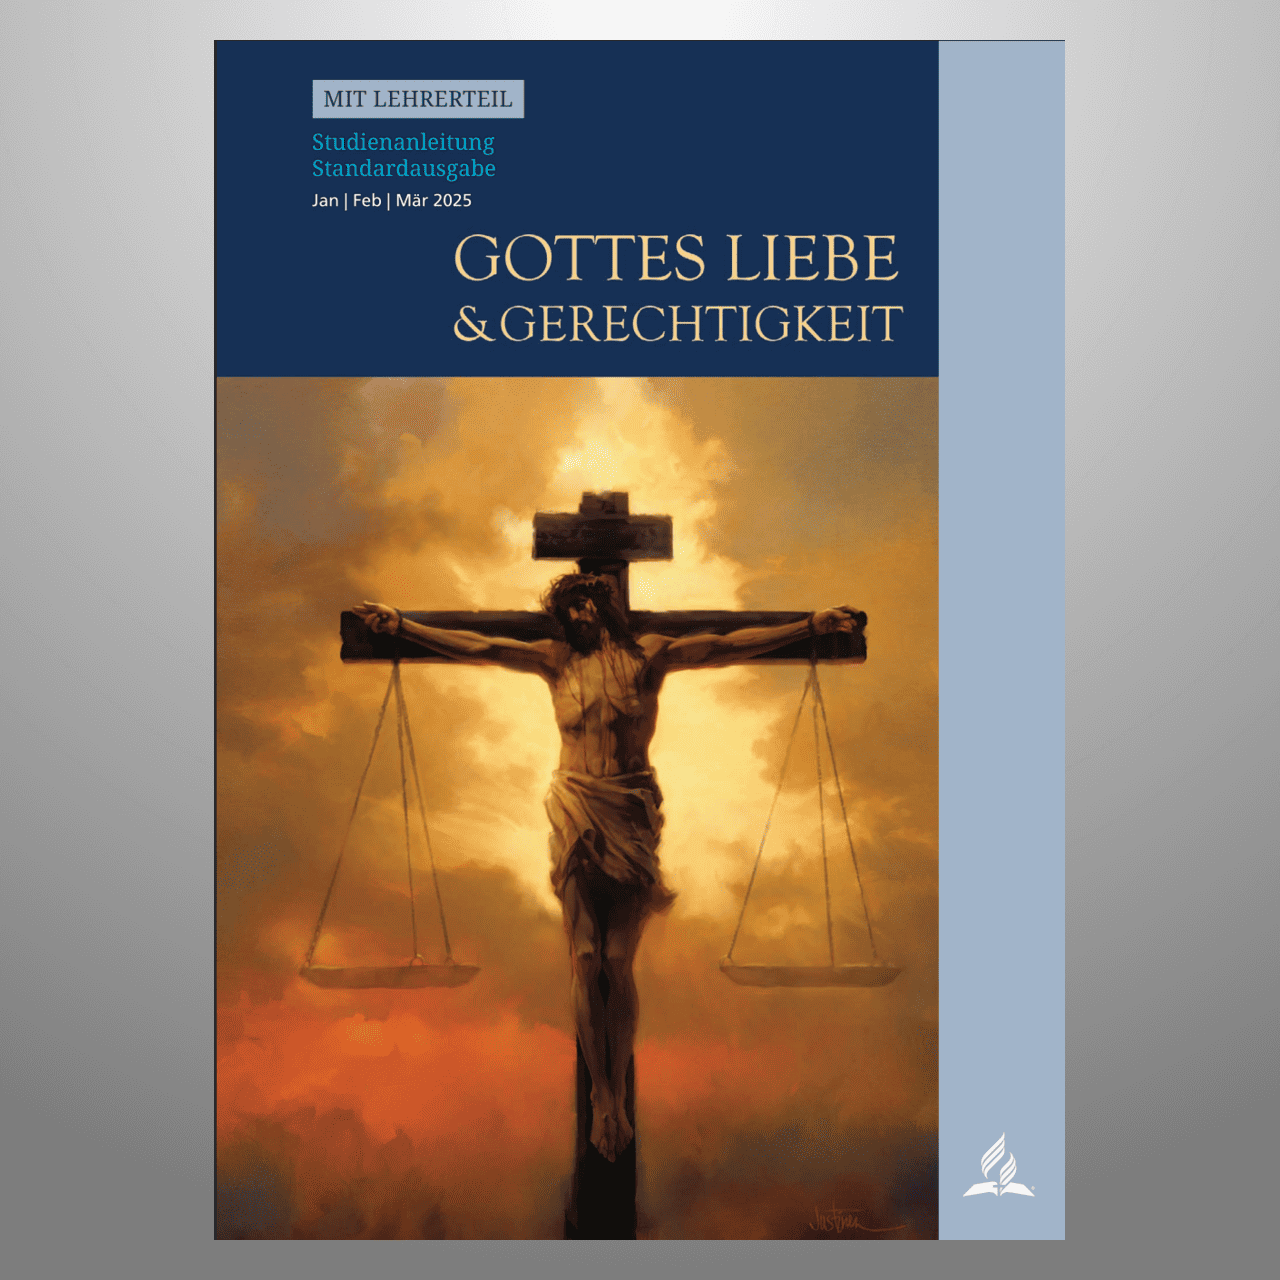 MIT LEHRERTEIL
Studienanleitung
Standardausgabe
Jan | Feb | Mär 2025
GOTTES LIEBE
& GERECHTIGKEIT